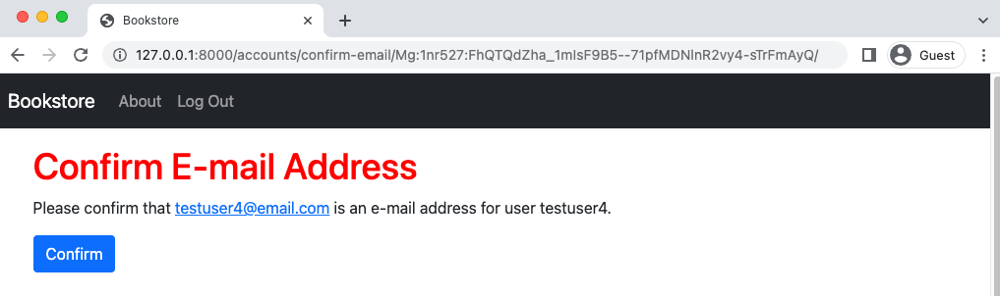 Bookstore
127.0.0.1:8000/accounts/confirm-email/Mg:1nr527:FhQTQdZha_1mlsF9B5--71pfMDNlnR2vy4-sTrFmAyQ/
Guest
Bookstore About Log Out
Confirm E-mail Address
Please confirm that testuser4@email.com is an e-mail address for user testuser4.
Confirm